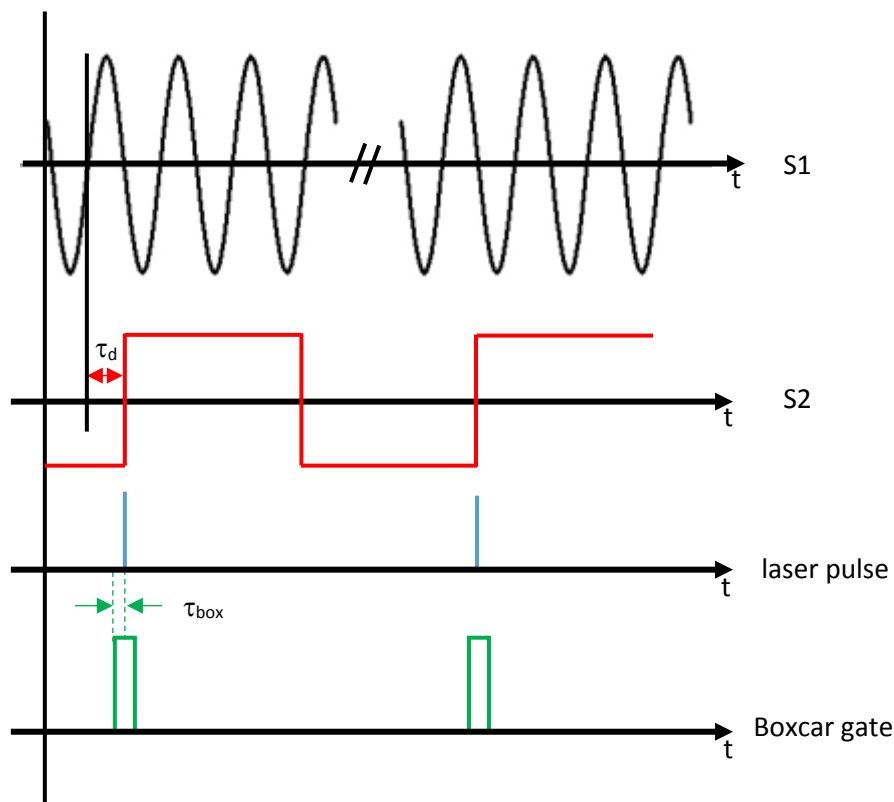 t
S1
τd
t
S2
t
laser pulse
τbox
t
Boxcar gate